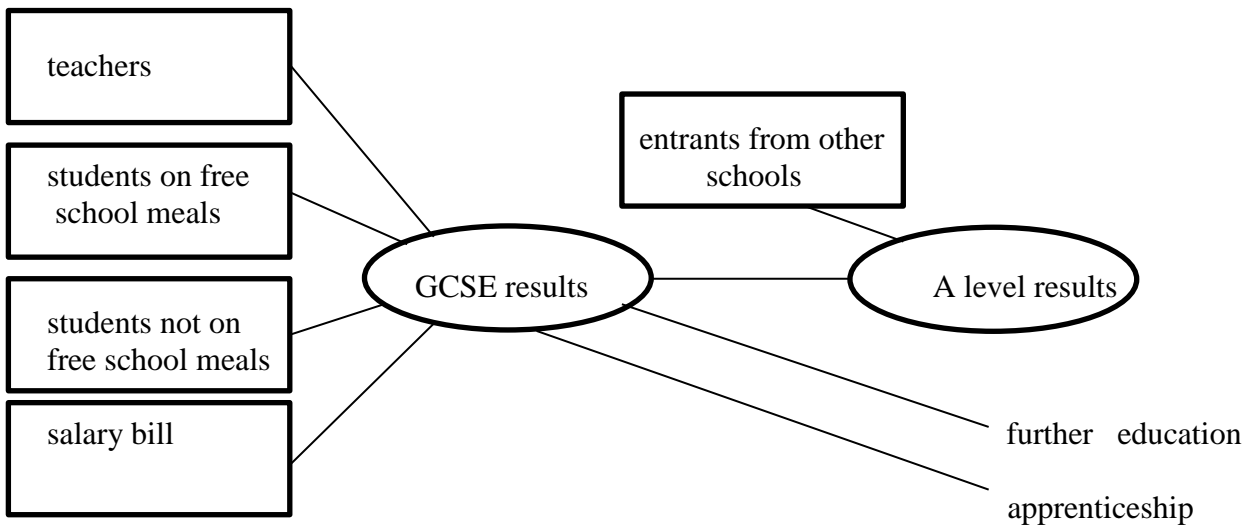 teachers
students on free
school meals
students not on
free school meals
salary bill
entrants from other
schools
GCSE results
A level results
further education
apprenticeship